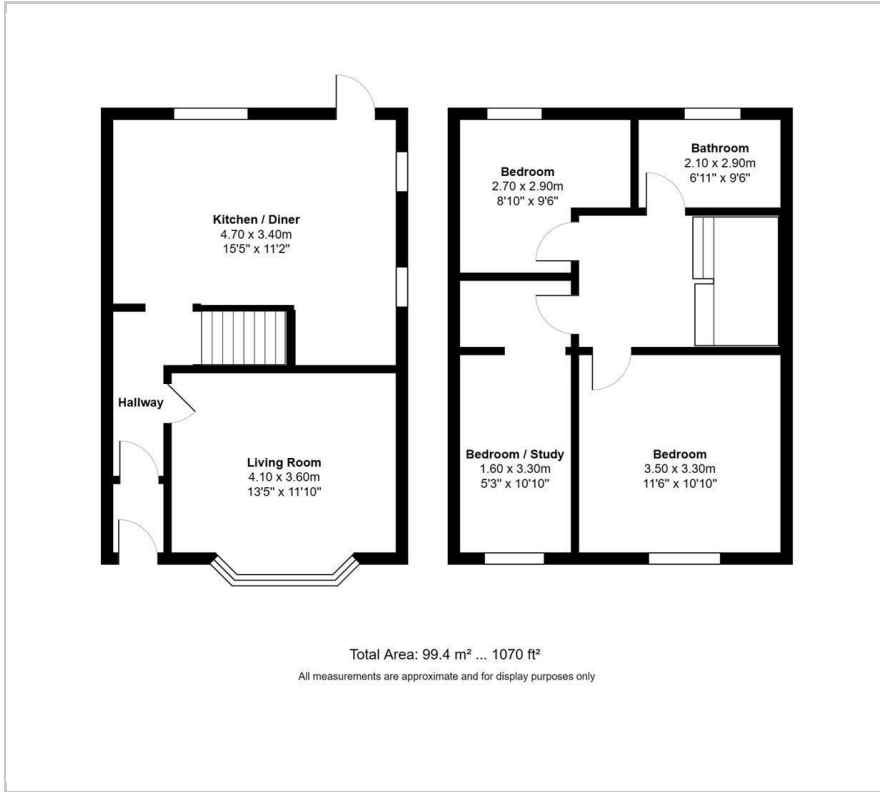 Kitchen / Diner
4.70 x 3.40m
15'5" x 11'2"
Hallway
Living Room
4.10 x 3.60m
13'5" x 11'10"
Bedroom
2.70 x 2.90m
8'10" x 9'6"
Bathroom
2.10 x 2.90m
6'11" x 9'6"
Bedroom / Study
1.60 x 3.30m
5'3" x 10'10"
Bedroom
3.50 x 3.30m
11'6" x 10'10"
Total Area: 99.4 m² ... 1070 ft²
All measurements are approximate and for display purposes only